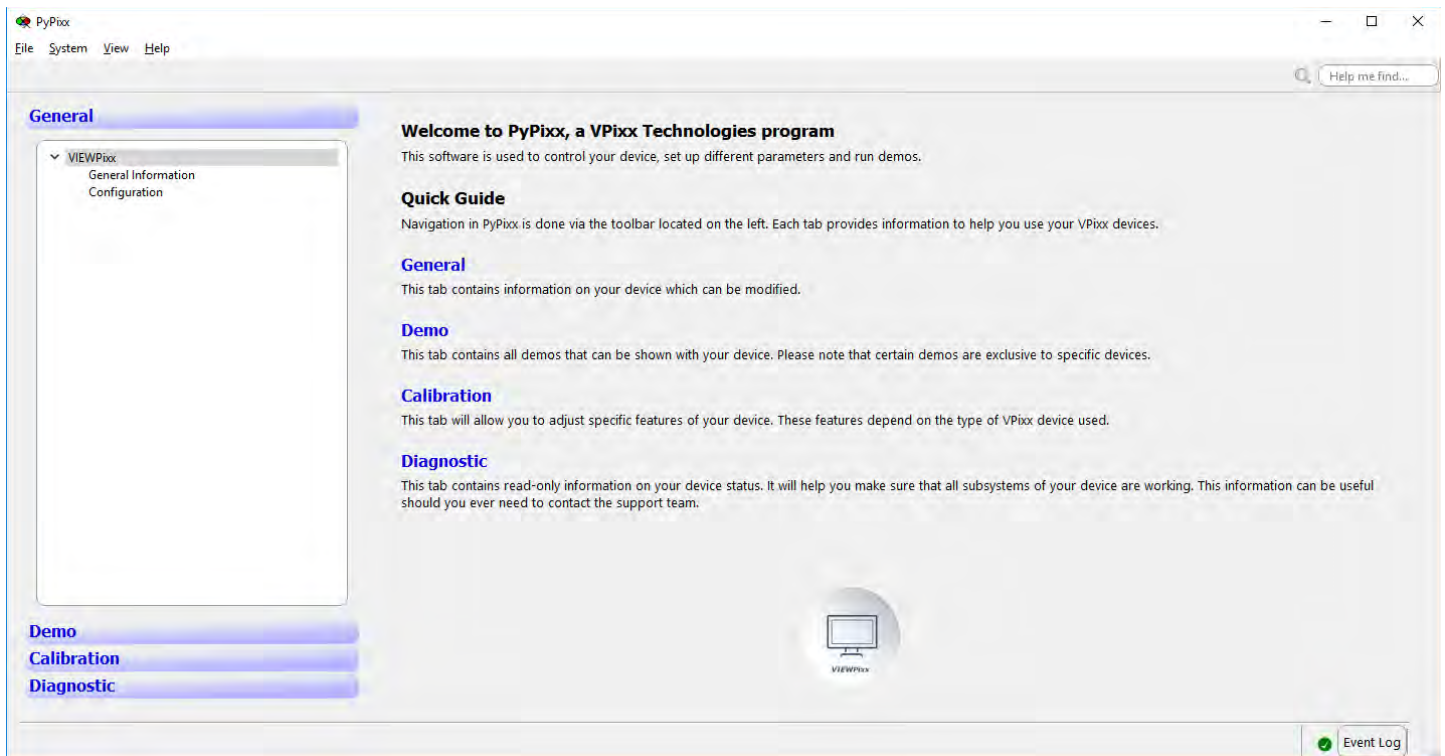 PyPixx
File System View Help
Help me find...
General
VIEWPixx
General Information
Configuration
Demo
Calibration
Diagnostic
Welcome to PyPixx, a VPixx Technologies program
This software is used to control your device, set up different parameters and run demos.
Quick Guide
Navigation in PyPixx is done via the toolbar located on the left. Each tab provides information to help you use your VPixx devices.
General
This tab contains information on your device which can be modified.
Demo
This tab contains all demos that can be shown with your device. Please note that certain demos are exclusive to specific devices.
Calibration
This tab will allow you to adjust specific features of your device. These features depend on the type of VPixx device used.
Diagnostic
This tab contains read-only information on your device status. It will help you make sure that all subsystems of your device are working. This information can be useful
should you ever need to contact the support team.
VIEWPixx
Event Log